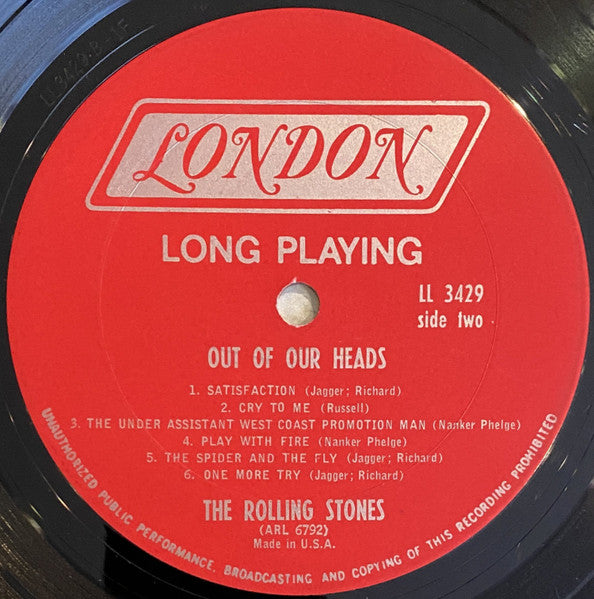 LONDON
LONG PLAYING
LL 3429
side two
OUT OF OUR HEADS
1. SATISFACTION (Jagger; Richard)
2. CRY TO ME (Russell)
3. THE UNDER ASSISTANT WEST COAST PROMOTION MAN (Nanker Phelge)
4. PLAY WITH FIRE (Nanker Phelge)
5. THE SPIDER AND THE FLY (Jagger; Richard)
6. ONE MORE TRY (Jagger; Richard)
THE ROLLING STONES
(ARL 6792)
Made in U.S.A.
UNAUTHORIZED PUBLIC PERFORMANCE, BROADCASTING AND COPYING OF THIS RECORDING PROHIBITED